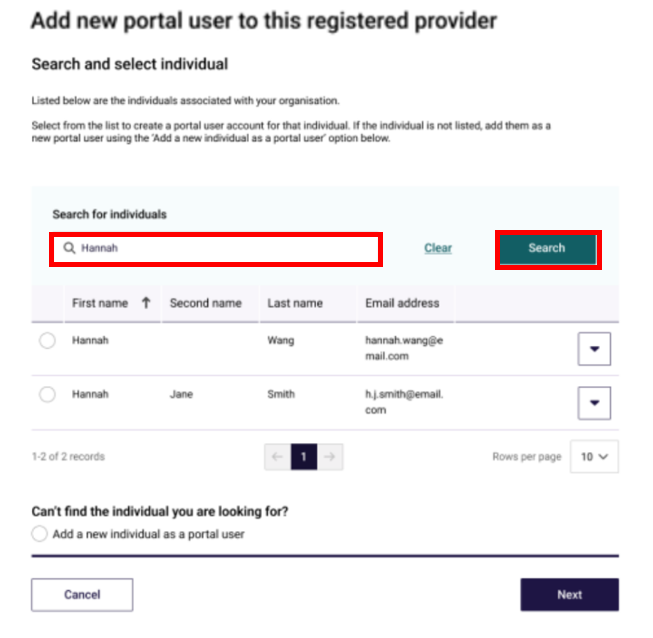 Add new portal user to this registered provider
Search and select individual
Listed below are the individuals associated with your organisation.
Select from the list to create a portal user account for that individual. If the individual is not listed, add them as a
new portal user using the 'Add a new individual as a portal user' option below.
Search for individuals
Hannah
Clear
Search
First name Second name Last name Email address
Hannah Wang hannah.wang@e
mail.com
Hannah Jane Smith h.j.smith@email.
com
1-2 of 2 records
1
Rows per page 10
Can't find the individual you are looking for?
Add a new individual as a portal user
Cancel
Next